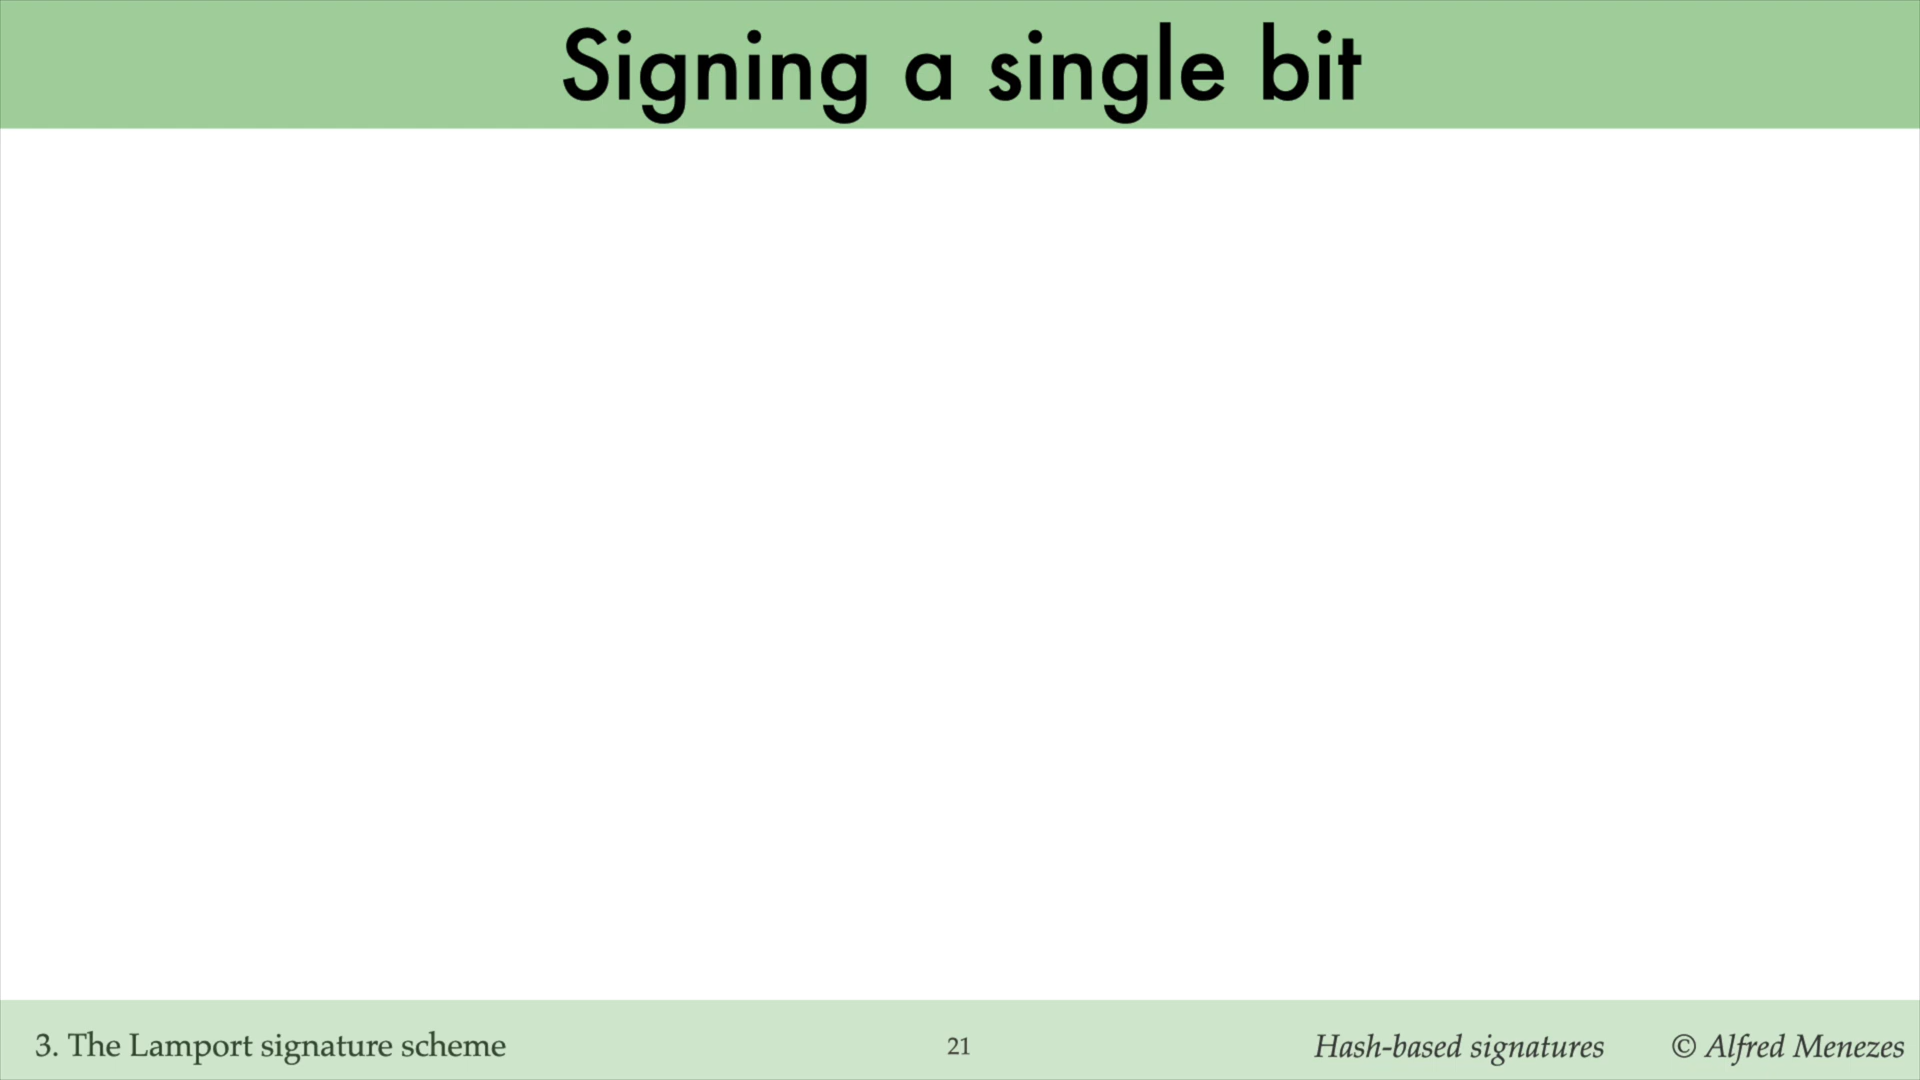 Signing a single bit
3. The Lamport signature scheme
21
Hash-based signatures
© Alfred Menezes